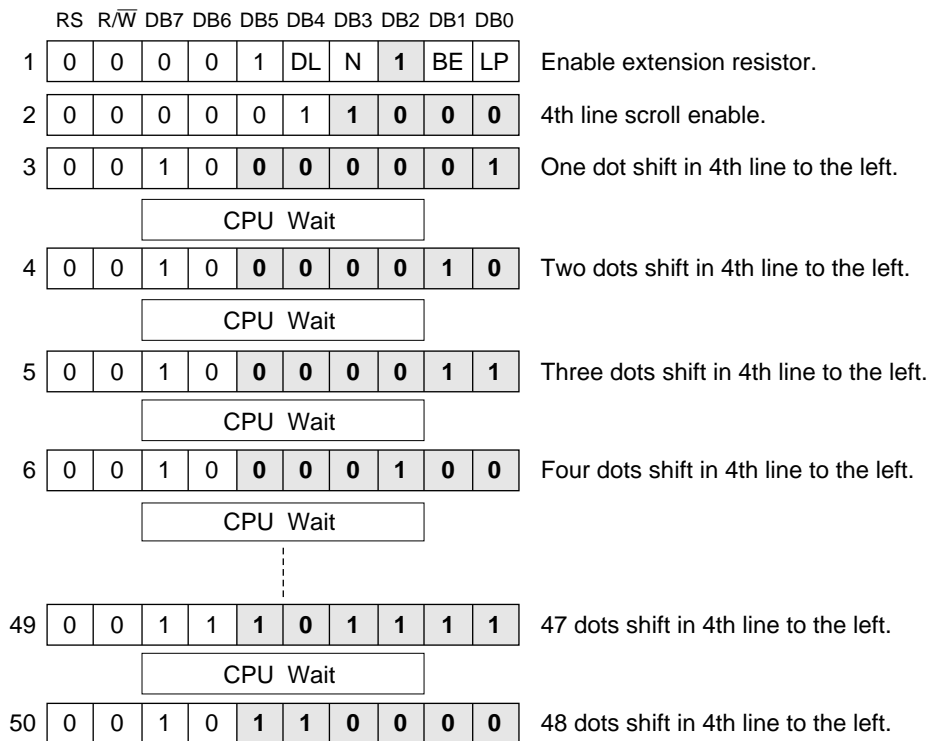 RS R/W̅ DB7 DB6 DB5 DB4 DB3 DB2 DB1 DB0
1 0 0 0 0 1 DL N 1 BE LP Enable extension resistor.
2 0 0 0 0 0 1 1 0 0 0 4th line scroll enable.
3 0 0 1 0 0 0 0 0 0 1 One dot shift in 4th line to the left.
CPU Wait
4 0 0 1 0 0 0 0 0 1 0 Two dots shift in 4th line to the left.
CPU Wait
5 0 0 1 0 0 0 0 0 1 1 Three dots shift in 4th line to the left.
CPU Wait
6 0 0 1 0 0 0 0 1 0 0 Four dots shift in 4th line to the left.
CPU Wait
49 0 0 1 1 1 0 1 1 1 1 47 dots shift in 4th line to the left.
CPU Wait
50 0 0 1 0 1 1 0 0 0 0 48 dots shift in 4th line to the left.